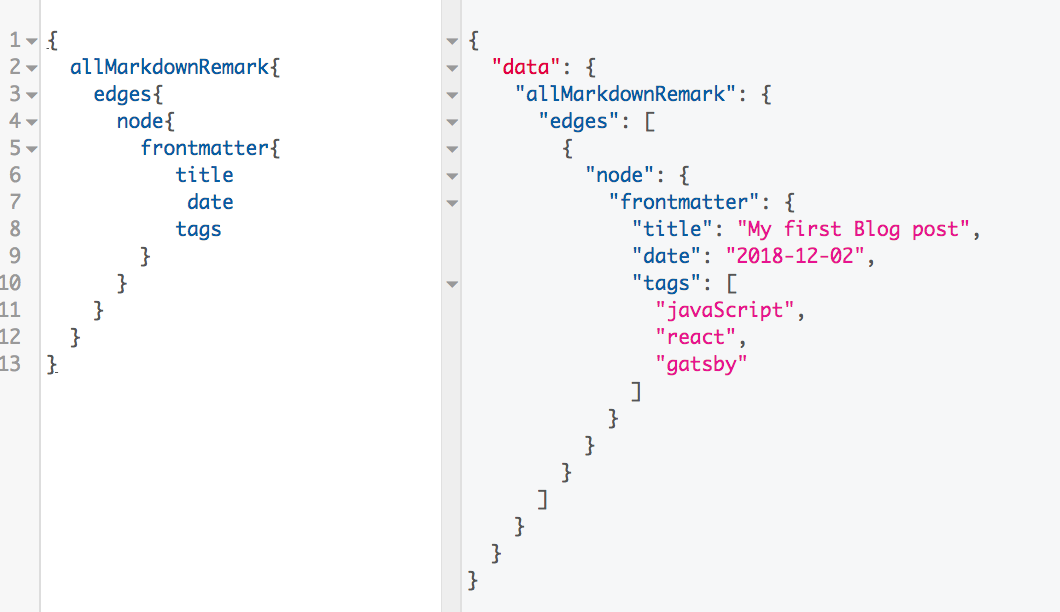 1 {
2 allMarkdownRemark{
3 edges{
4 node{
5 frontmatter{
6 title
7 date
8 tags
9 }
10 }
11 }
12 }
13 }
{
"data": {
"allMarkdownRemark": {
"edges": [
{
"node": {
"frontmatter": {
"title": "My first Blog post",
"date": "2018-12-02",
"tags": [
"javaScript",
"react",
"gatsby"
]
}
}
}
]
}
}
}